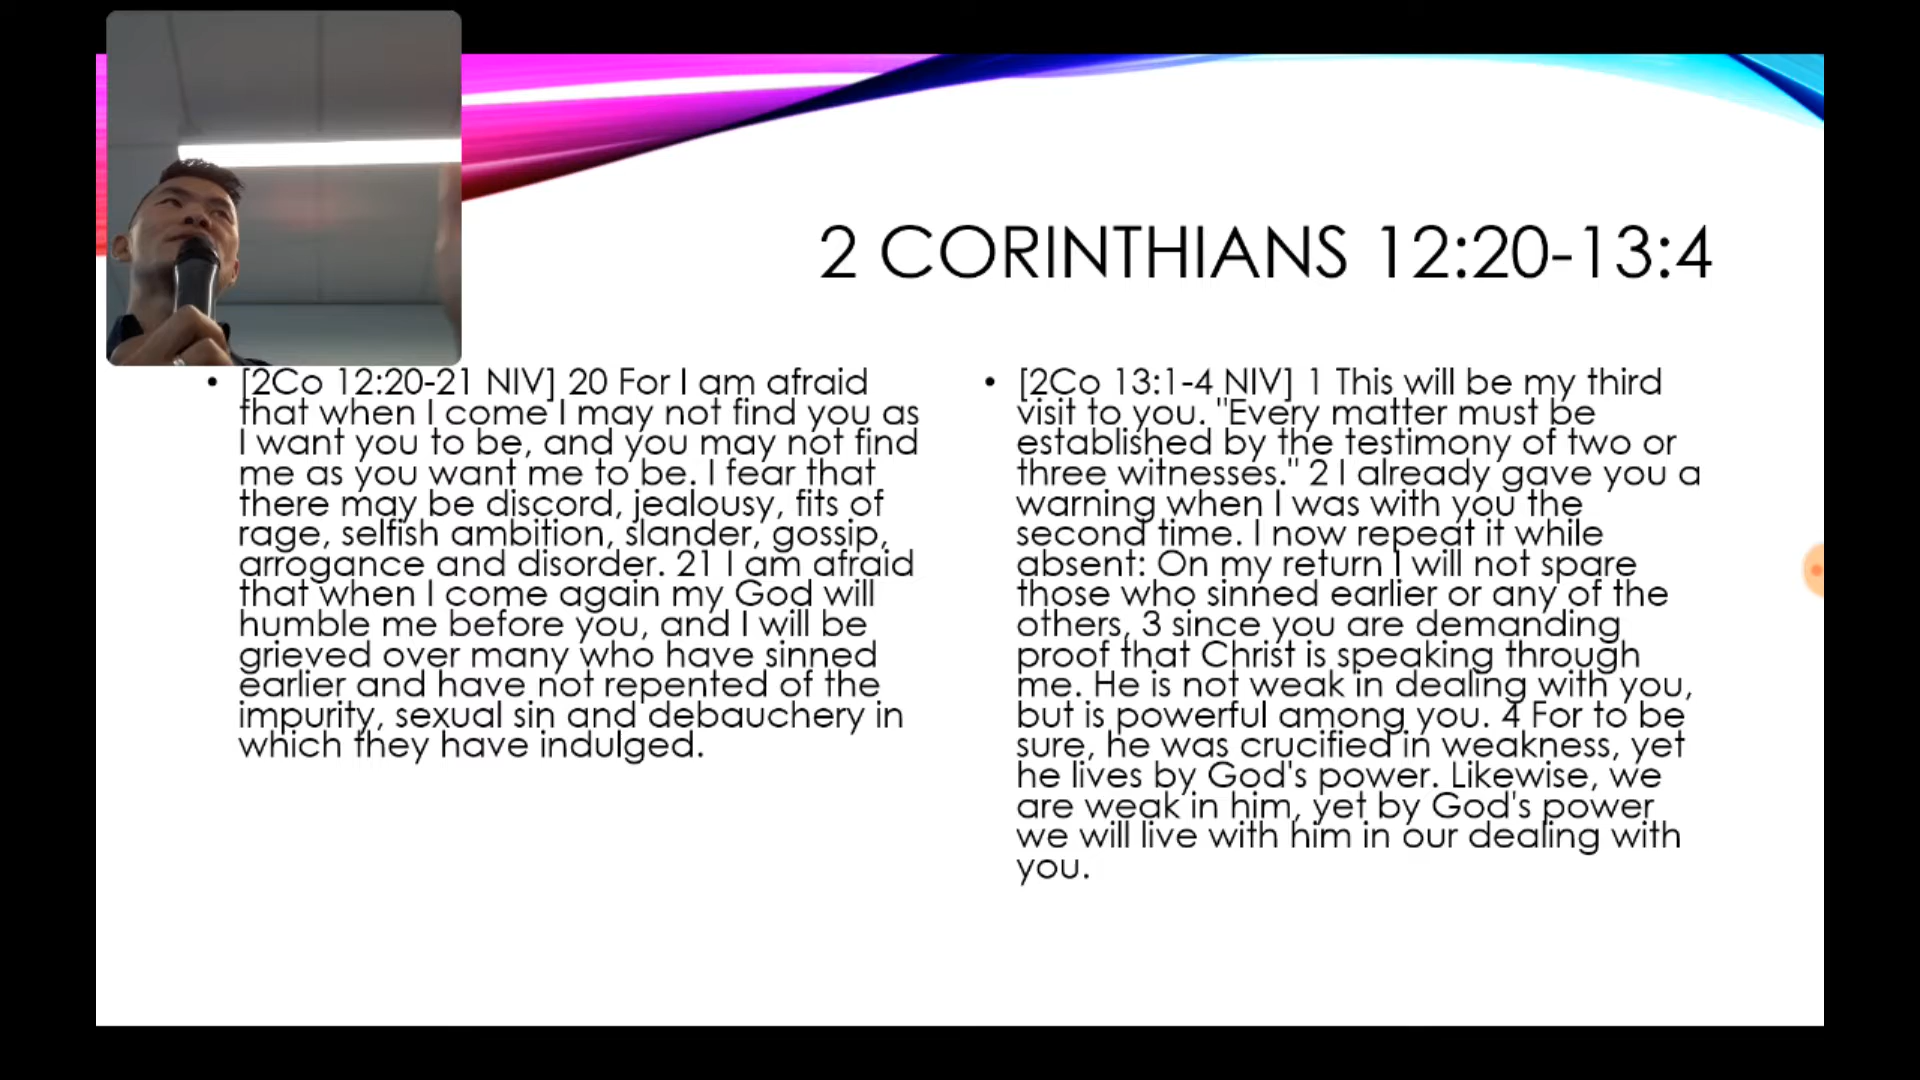 2 CORINTHIANS 12:20-13:4
• [2Co 12:20-21 NIV] 20 For I am afraid
that when I come I may not find you as
I want you to be, and you may not find
me as you want me to be. I fear that
there may be discord, jealousy, fits of
rage, selfish ambition, slander, gossip,
arrogance and disorder. 21 I am afraid
that when I come again my God will
humble me before you, and I will be
grieved over many who have sinned
earlier and have not repented of the
impurity, sexual sin and debauchery in
which they have indulged.
• [2Co 13:1-4 NIV] 1 This will be my third
visit to you. "Every matter must be
established by the testimony of two or
three witnesses." 2 I already gave you a
warning when I was with you the
second time. I now repeat it while
absent: On my return I will not spare
those who sinned earlier or any of the
others, 3 since you are demanding
proof that Christ is speaking through
me. He is not weak in dealing with you,
but is powerful among you. 4 For to be
sure, he was crucified in weakness, yet
he lives by God's power. Likewise, we
are weak in him, yet by God's power
we will live with him in our dealing with
you.